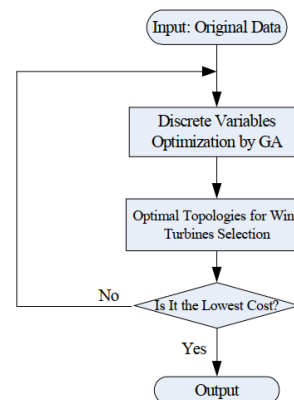 Input: Original Data
Discrete Variables
Optimization by GA
Optimal Topologies for Win
Turbines Selection
Is It the Lowest Cost?
No
Yes
Output